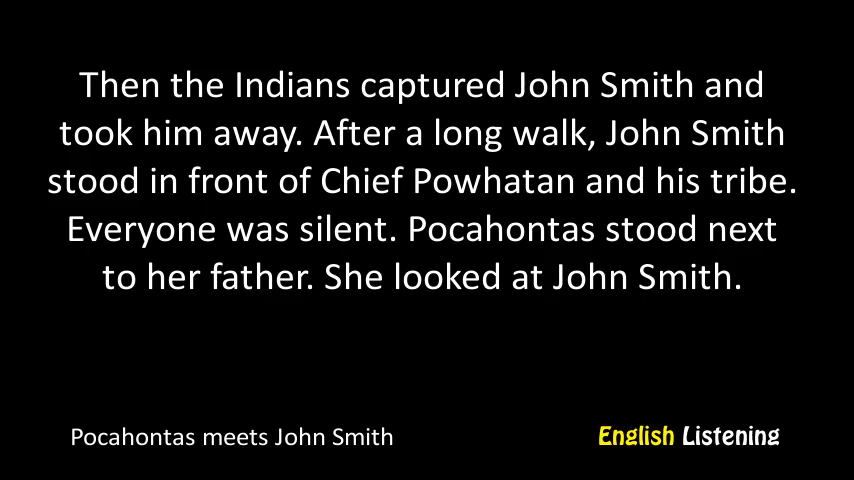 Then the Indians captured John Smith and
took him away. After a long walk, John Smith
stood in front of Chief Powhatan and his tribe.
Everyone was silent. Pocahontas stood next
to her father. She looked at John Smith.
Pocahontas meets John Smith
English Listening